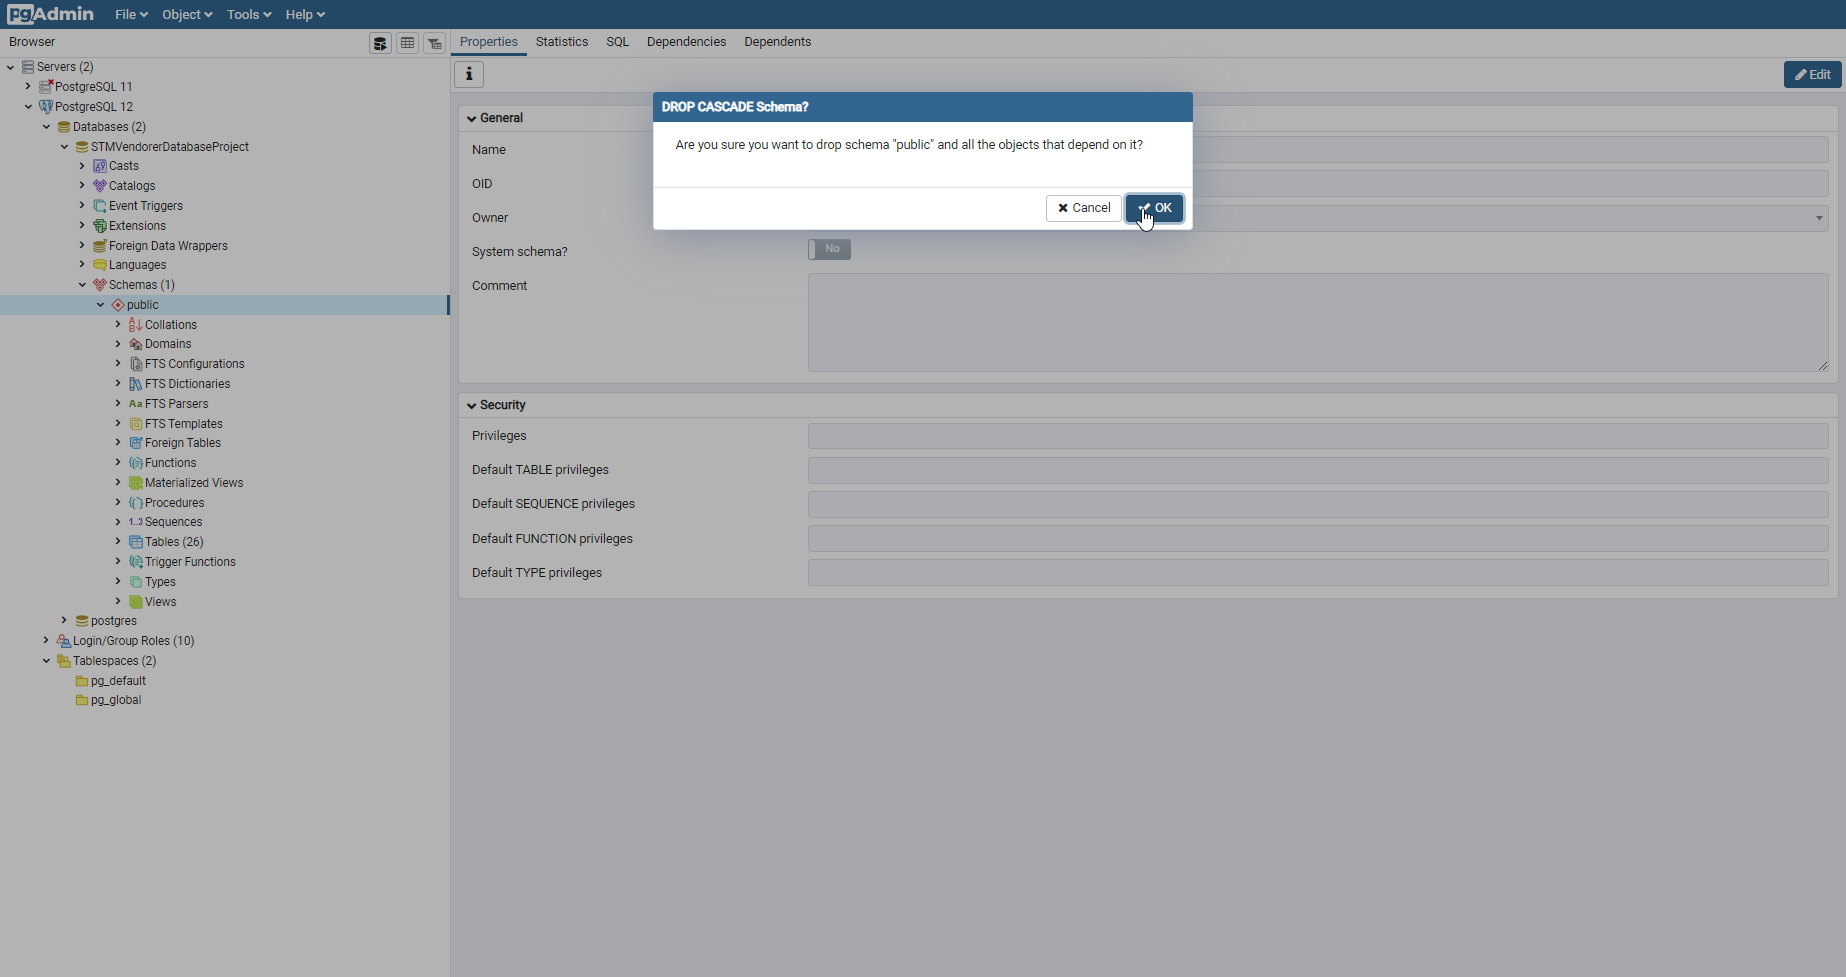 pgAdmin File Object Tools Help
Browser
Properties Statistics SQL Dependencies Dependents
Edit
Servers (2)
PostgreSQL 11
PostgreSQL 12
Databases (2)
STMVendorerDatabaseProject
Casts
Catalogs
Event Triggers
Extensions
Foreign Data Wrappers
Languages
Schemas (1)
public
Collations
Domains
FTS Configurations
FTS Dictionaries
Aa FTS Parsers
FTS Templates
Foreign Tables
Functions
Materialized Views
Procedures
1..3 Sequences
Tables (26)
Trigger Functions
Types
Views
postgres
Login/Group Roles (10)
Tablespaces (2)
pg_default
pg_global
DROP CASCADE Schema?
Are you sure you want to drop schema "public" and all the objects that depend on it?
Cancel OK
General
Name
OID
Owner
System schema? No
Comment
Security
Privileges
Default TABLE privileges
Default SEQUENCE privileges
Default FUNCTION privileges
Default TYPE privileges